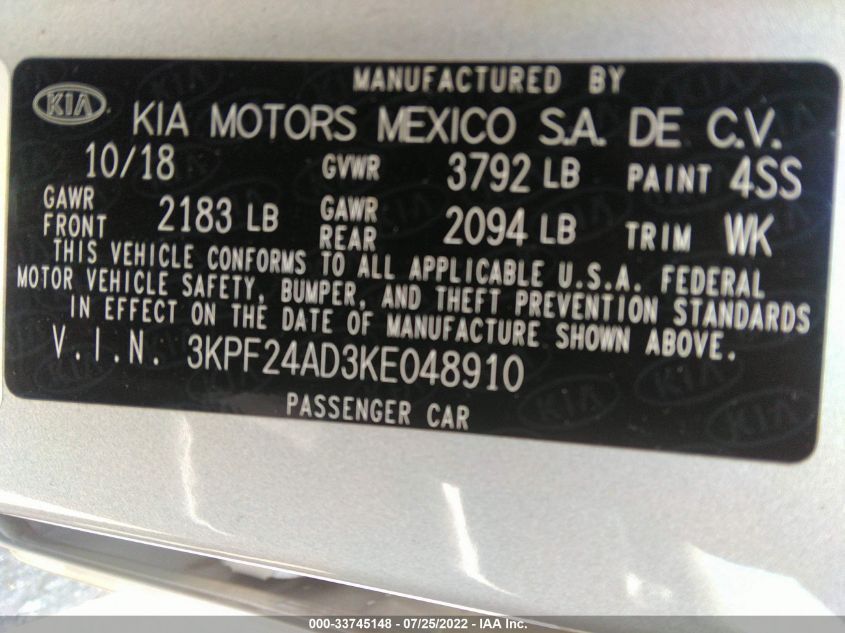 MANUFACTURED BY
KIA KIA MOTORS MEXICO S.A. DE C.V.
10/18 GVWR 3792 LB PAINT 4SS
GAWR FRONT 2183 LB GAWR REAR 2094 LB TRIM WK
THIS VEHICLE CONFORMS TO ALL APPLICABLE U.S.A. FEDERAL
MOTOR VEHICLE SAFETY, BUMPER, AND THEFT PREVENTION STANDARDS
IN EFFECT ON THE DATE OF MANUFACTURE SHOWN ABOVE.
V.I.N. 3KPF24AD3KE048910
PASSENGER CAR
000-33745148 - 07/25/2022 - IAA Inc.